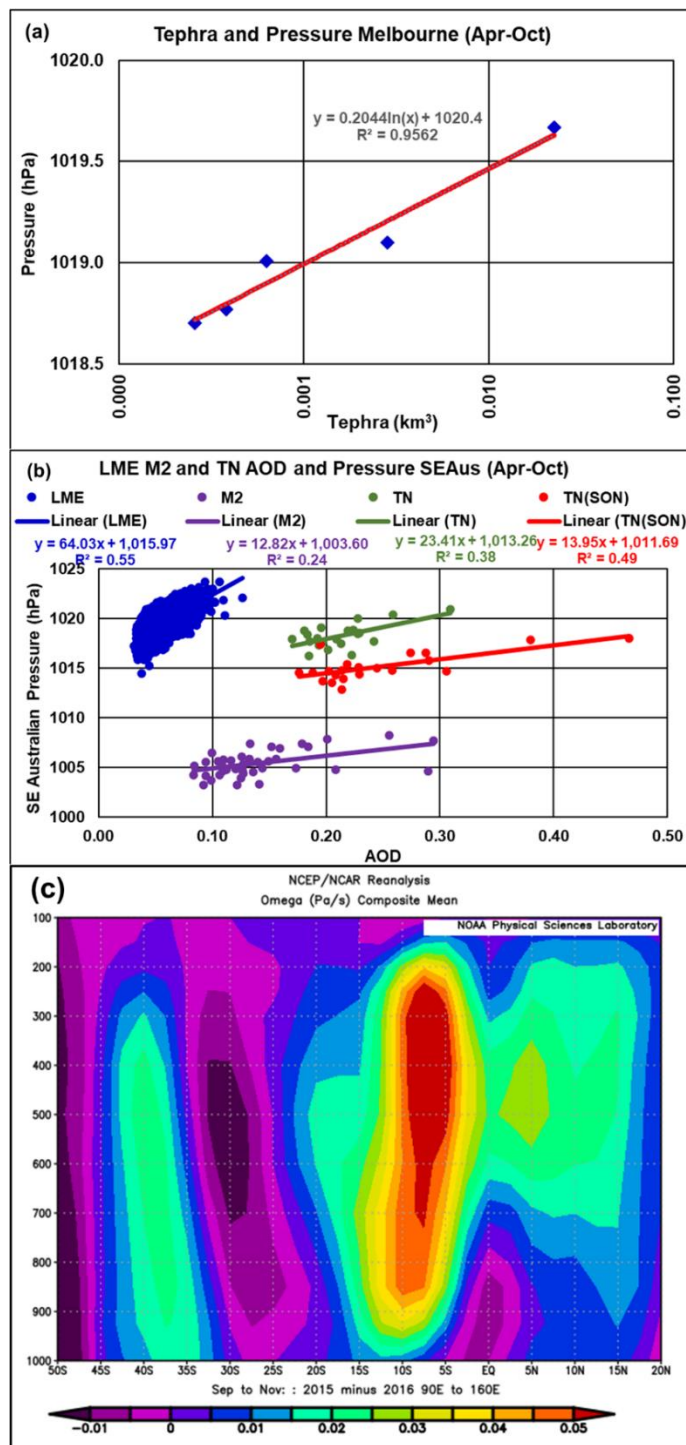 (a)
Tephra and Pressure Melbourne (Apr-Oct)
1020.0
y = 0.2044ln(x) + 1020.4
R² = 0.9562
1019.5
Pressure (hPa)
1019.0
1018.5
0.000
0.001
0.010
0.100
Tephra (km³)
(b)
LME M2 and TN AOD and Pressure SEAus (Apr-Oct)
LME M2 TN TN(SON)
Linear (LME) Linear (M2) Linear (TN) Linear (TN(SON)
y = 64.03x + 1,015.97 y = 12.82x + 1,003.60 y = 23.41x + 1,013.26 y = 13.95x + 1,011.69
R² = 0.55 R² = 0.24 R² = 0.38 R² = 0.49
1025
1020
1015
1010
1005
1000
SE Australian Pressure (hPa)
0.00 0.10 0.20 0.30 0.40 0.50
AOD
(c)
NCEP/NCAR Reanalysis
Omega (Pa/s) Composite Mean
NOAA Physical Sciences Laboratory
100
200
300
400
500
600
700
800
900
1000
50S 45S 40S 35S 30S 25S 20S 15S 10S 5S EQ 5N 10N 15N 20N
Sep to Nov: : 2015 minus 2016 90E to 160E
-0.01 0 0.01 0.02 0.03 0.04 0.05